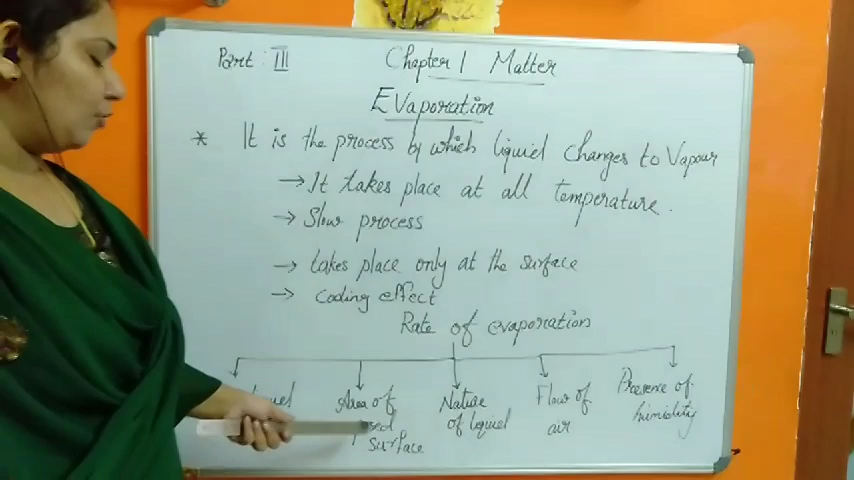 Part : III
Chapter 1 Matter
Evaporation
* It is the process by which liquid changes to Vapour
→ It takes place at all temperature.
→ Slow process
→ takes place only at the surface
→ cooling effect
Rate of evaporation
Area of
surface
Nature
of liquid
Flow of
air
Presence of
humidity